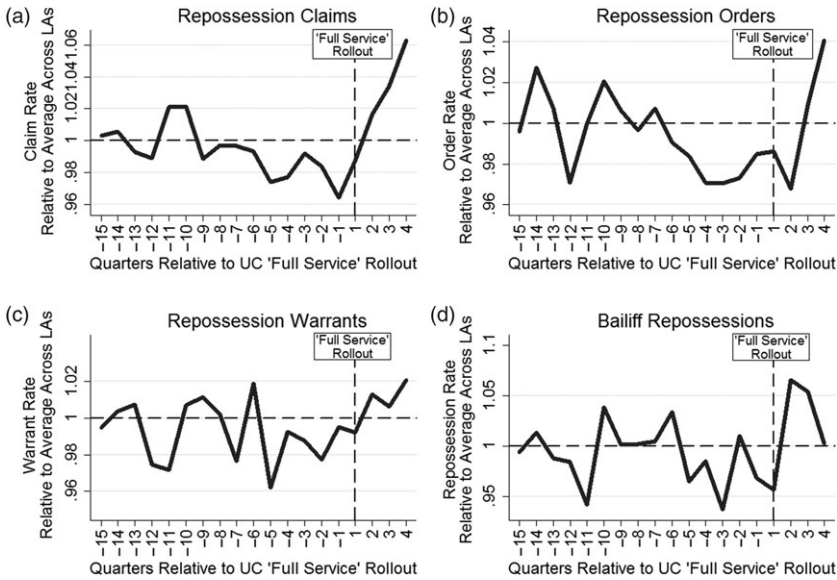 (a)
Repossession Claims
'Full Service'
Rollout
Claim Rate
Relative to Average Across LAs
.96 .98 1 1.02 1.04 1.06
-15 -14 -13 -12 -11 -10 -9 -8 -7 -6 -5 -4 -3 -2 -1 1 2 3 4
Quarters Relative to UC 'Full Service' Rollout
(b)
Repossession Orders
'Full Service'
Rollout
Order Rate
Relative to Average Across LAs
.96 .98 1 1.02 1.04
-15 -14 -13 -12 -11 -10 -9 -8 -7 -6 -5 -4 -3 -2 -1 1 2 3 4
Quarters Relative to UC 'Full Service' Rollout
(c)
Repossession Warrants
'Full Service'
Rollout
Warrant Rate
Relative to Average Across LAs
.96 .98 1 1.02
-15 -14 -13 -12 -11 -10 -9 -8 -7 -6 -5 -4 -3 -2 -1 1 2 3 4
Quarters Relative to UC 'Full Service' Rollout
(d)
Bailiff Repossessions
'Full Service'
Rollout
Repossession Rate
Relative to Average Across LAs
.95 1 1.05 1.1
-15 -14 -13 -12 -11 -10 -9 -8 -7 -6 -5 -4 -3 -2 -1 1 2 3 4
Quarters Relative to UC 'Full Service' Rollout